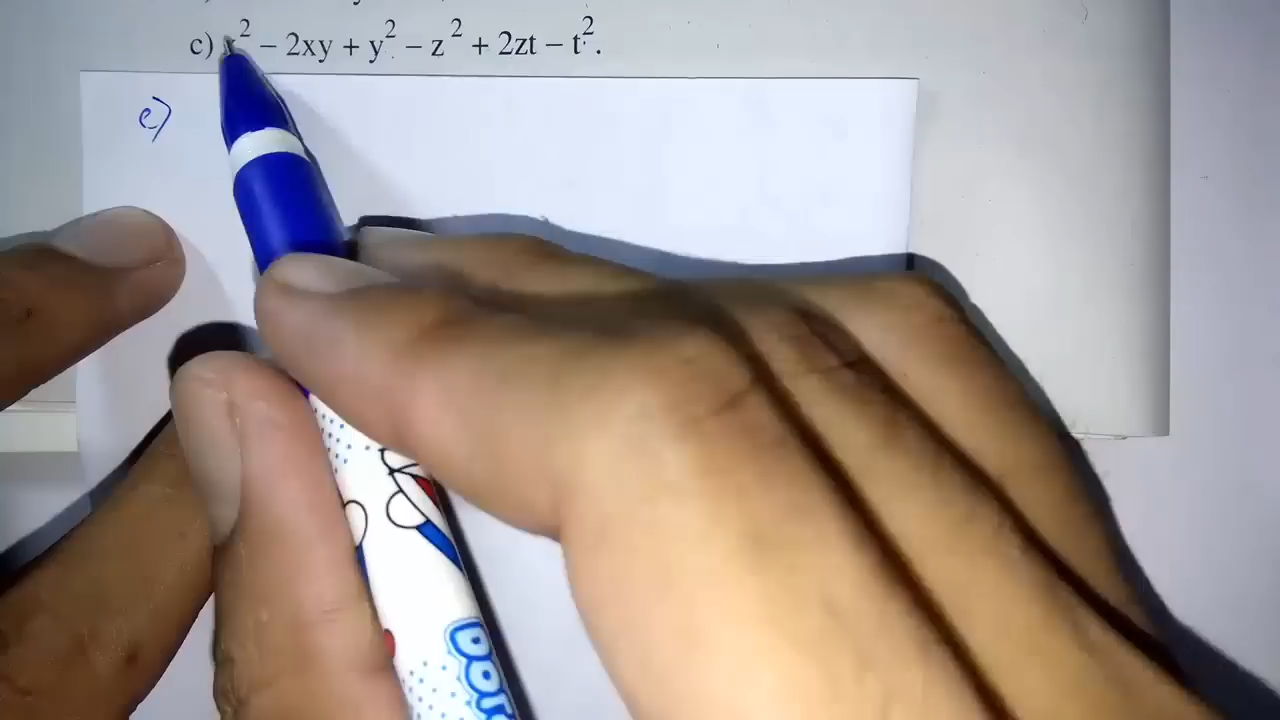 c) x² − 2xy + y² − z² + 2zt − t².
c)